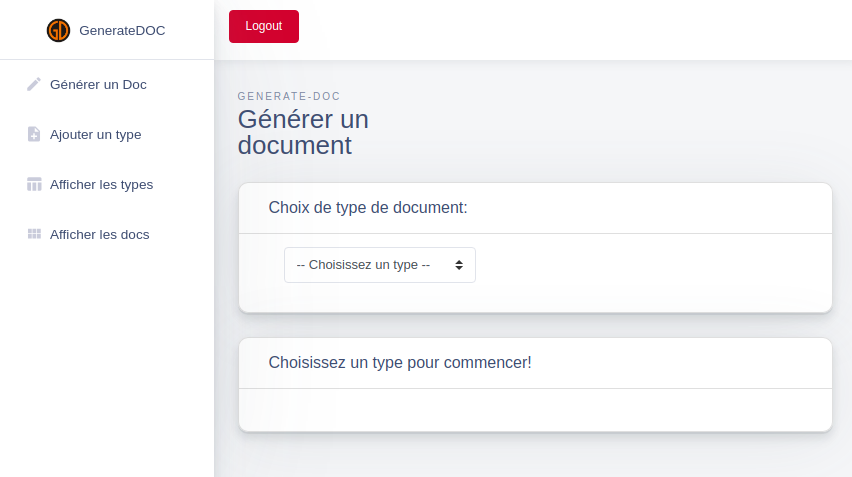 GD GenerateDOC
Logout
Générer un Doc
Ajouter un type
Afficher les types
Afficher les docs
GENERATE-DOC
Générer un
document
Choix de type de document:
-- Choisissez un type --
Choisissez un type pour commencer!